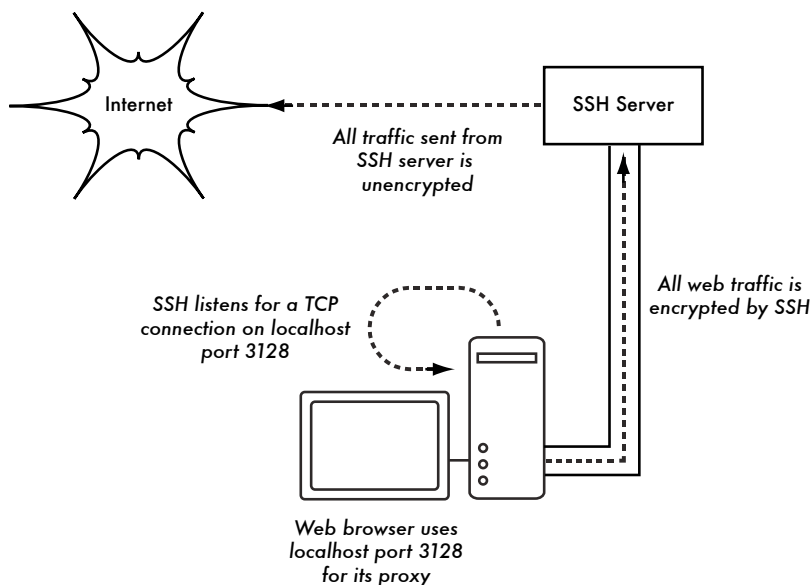 Internet
SSH Server
All traffic sent from
SSH server is
unencrypted
All web traffic is
encrypted by SSH
SSH listens for a TCP
connection on localhost
port 3128
Web browser uses
localhost port 3128
for its proxy